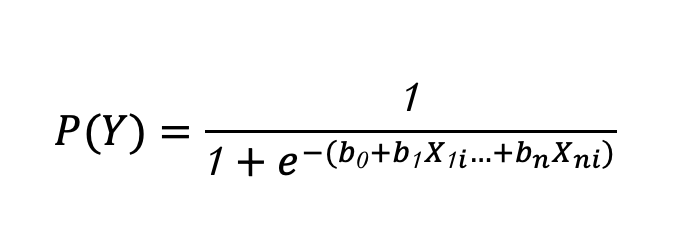 P(Y) = 1 / 1 + e^−(b₀+b₁X₁ᵢ…+bₙXₙᵢ)